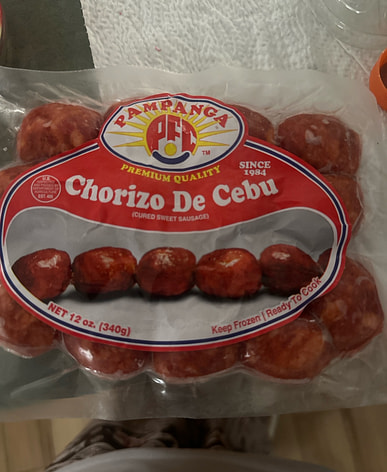 PAMPANGA
PFC
TM
PREMIUM QUALITY
SINCE
1984
Chorizo De Cebu
(CURED SWEET SAUSAGE)
NET 12 oz. (340g)
Keep Frozen | Ready To Cook